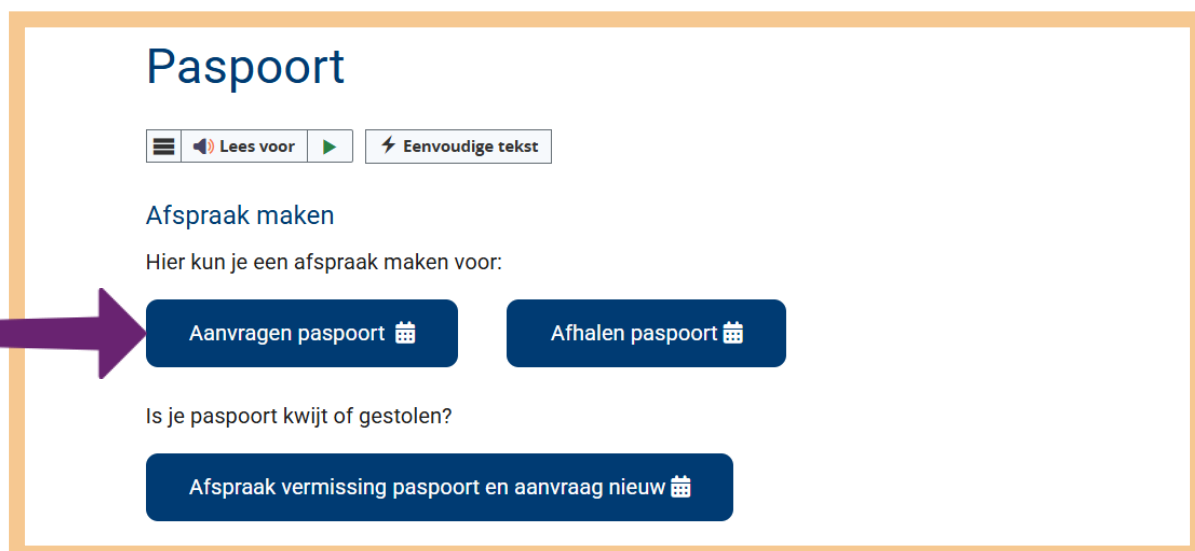 Paspoort
Lees voor
Eenvoudige tekst
Afspraak maken
Hier kun je een afspraak maken voor:
Aanvragen paspoort
Afhalen paspoort
Is je paspoort kwijt of gestolen?
Afspraak vermissing paspoort en aanvraag nieuw